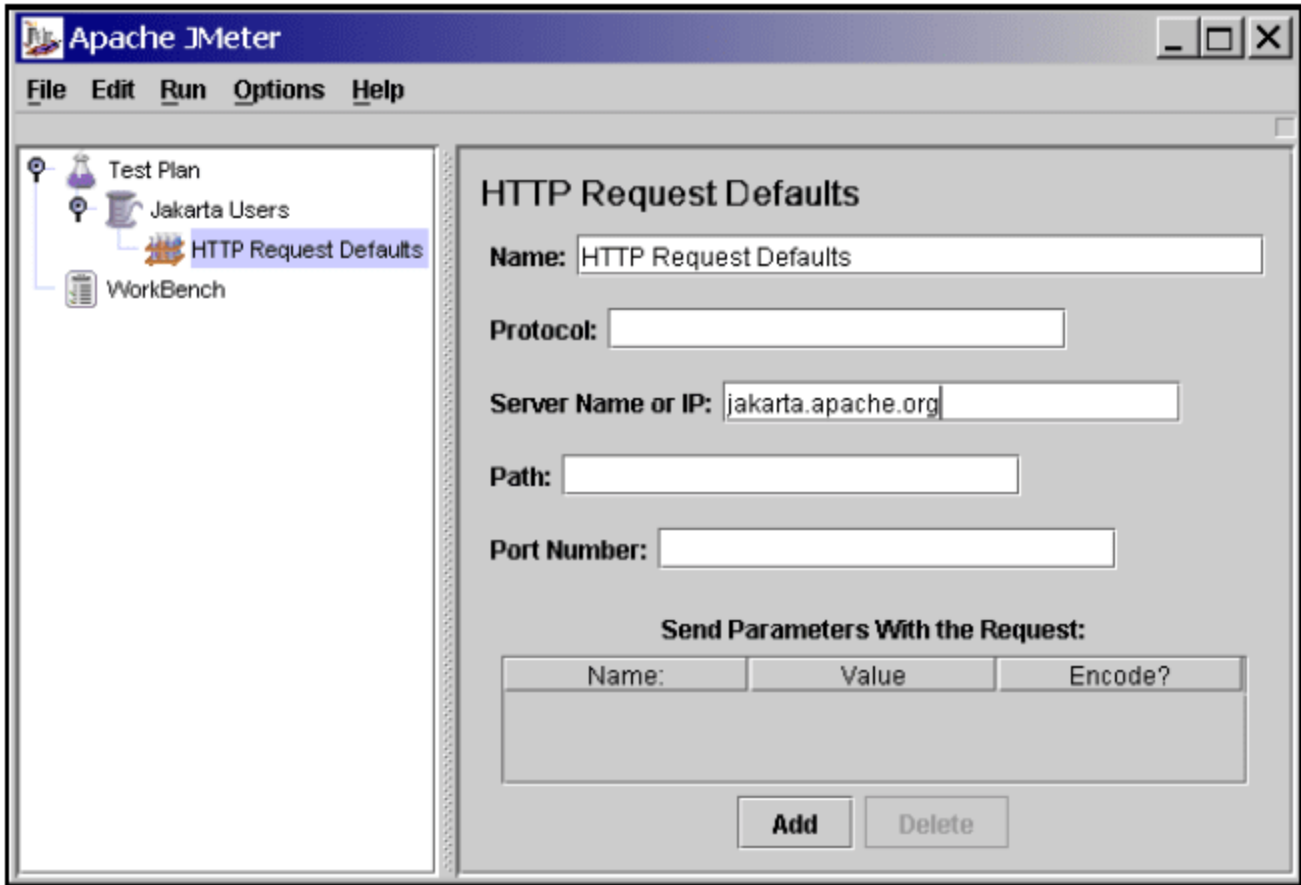 Apache JMeter
File Edit Run Options Help
Test Plan
Jakarta Users
HTTP Request Defaults
WorkBench
HTTP Request Defaults
Name: HTTP Request Defaults
Protocol:
Server Name or IP: jakarta.apache.org
Path:
Port Number:
Send Parameters With the Request:
Name: Value Encode?
Add Delete